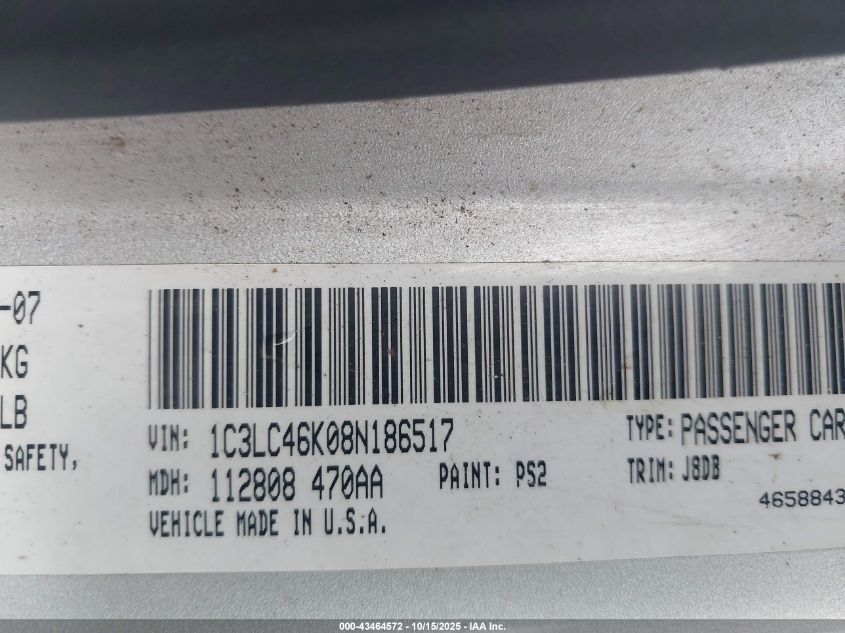 -07
KG
LB
SAFETY,
VIN: 1C3LC46K08N186517
TYPE: PASSENGER CAR
MDH: 112808 470AA
PAINT: PS2
TRIM: J8DB
VEHICLE MADE IN U.S.A.
4658843
000-43464572 - 10/15/2025 - IAA Inc.